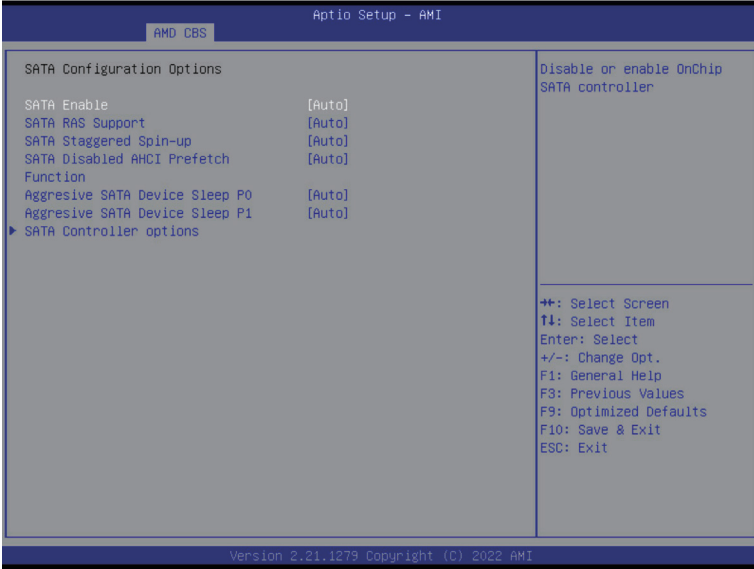 Aptio Setup – AMI
AMD CBS
SATA Configuration Options
SATA Enable [Auto]
SATA RAS Support [Auto]
SATA Staggered Spin-up [Auto]
SATA Disabled AHCI Prefetch [Auto]
Function
Aggresive SATA Device Sleep P0 [Auto]
Aggresive SATA Device Sleep P1 [Auto]
SATA Controller options
Disable or enable OnChip
SATA controller
→←: Select Screen
↑↓: Select Item
Enter: Select
+/-: Change Opt.
F1: General Help
F3: Previous Values
F9: Optimized Defaults
F10: Save & Exit
ESC: Exit
Version 2.21.1279 Copyright (C) 2022 AMI